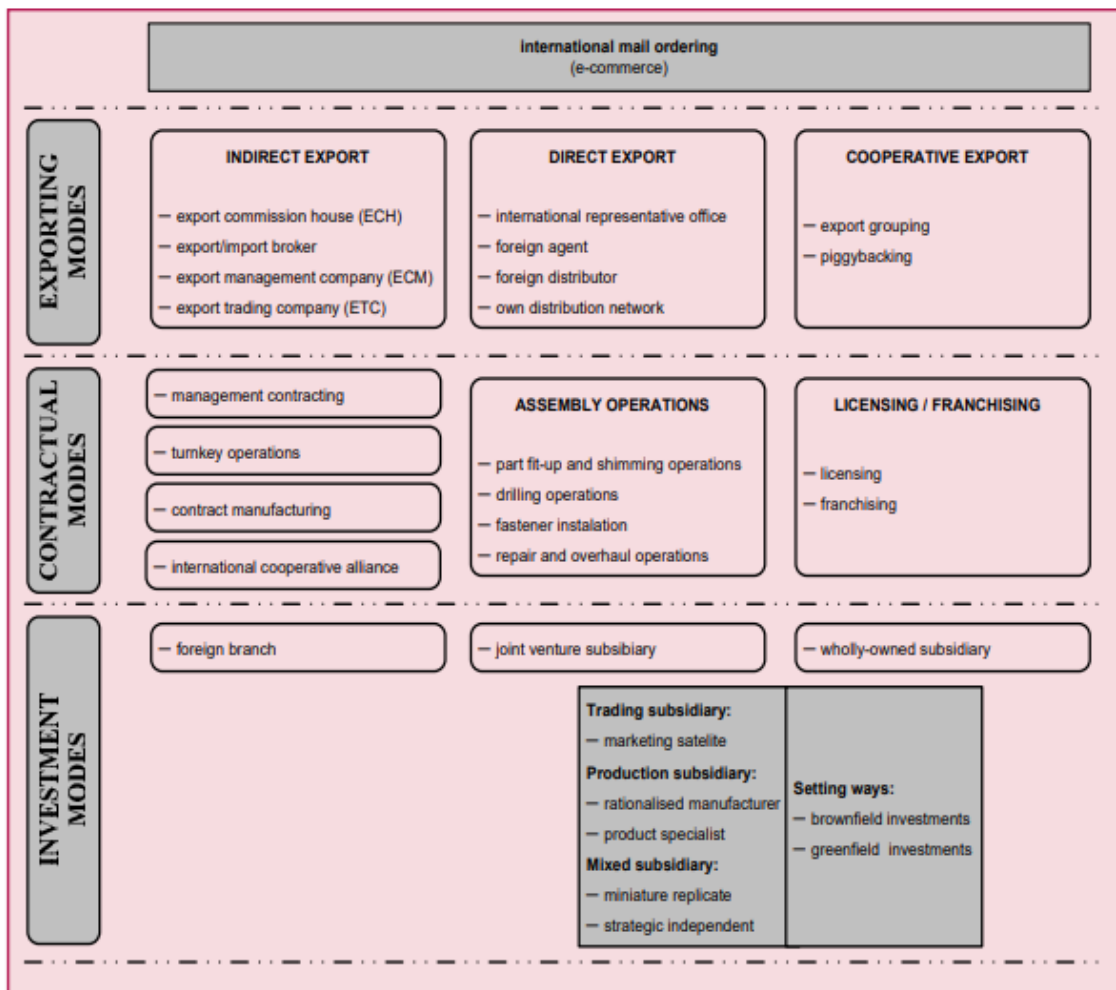 international mail ordering
(e-commerce)
EXPORTING
MODES
INDIRECT EXPORT
– export commission house (ECH)
– export/import broker
– export management company (ECM)
– export trading company (ETC)
DIRECT EXPORT
– international representative office
– foreign agent
– foreign distributor
– own distribution network
COOPERATIVE EXPORT
– export grouping
– piggybacking
CONTRACTUAL
MODES
– management contracting
– turnkey operations
– contract manufacturing
– international cooperative alliance
ASSEMBLY OPERATIONS
– part fit-up and shimming operations
– drilling operations
– fastener instalation
– repair and overhaul operations
LICENSING / FRANCHISING
– licensing
– franchising
INVESTMENT
MODES
– foreign branch
– joint venture subsibiary
– wholly-owned subsidiary
Trading subsidiary:
– marketing satelite
Production subsidiary:
– rationalised manufacturer
– product specialist
Mixed subsidiary:
– miniature replicate
– strategic independent
Setting ways:
– brownfield investments
– greenfield investments